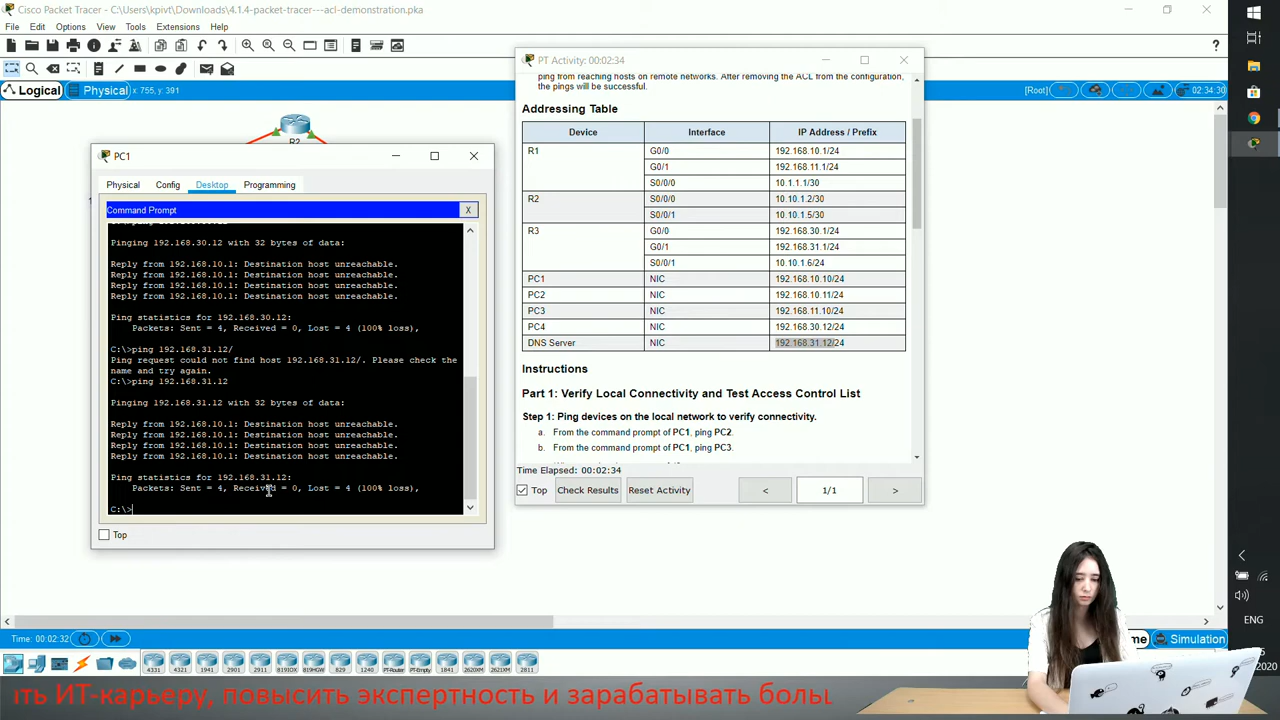 Cisco Packet Tracer - C:\Users\kpivt\Downloads\4.1.4-packet-tracer---acl-demonstration.pka
File Edit Options View Tools Extensions Help
Logical Physical x: 755, y: 391
[Root] 02:34:30
R2
PC1
Physical Config Desktop Programming
Command Prompt X
Pinging 192.168.30.12 with 32 bytes of data:
Reply from 192.168.10.1: Destination host unreachable.
Reply from 192.168.10.1: Destination host unreachable.
Reply from 192.168.10.1: Destination host unreachable.
Reply from 192.168.10.1: Destination host unreachable.
Ping statistics for 192.168.30.12:
Packets: Sent = 4, Received = 0, Lost = 4 (100% loss),
C:\>ping 192.168.31.12/
Ping request could not find host 192.168.31.12/. Please check the
name and try again.
C:\>ping 192.168.31.12
Pinging 192.168.31.12 with 32 bytes of data:
Reply from 192.168.10.1: Destination host unreachable.
Reply from 192.168.10.1: Destination host unreachable.
Reply from 192.168.10.1: Destination host unreachable.
Reply from 192.168.10.1: Destination host unreachable.
Ping statistics for 192.168.31.12:
Packets: Sent = 4, Received = 0, Lost = 4 (100% loss),
C:\>
Top
PT Activity: 00:02:34
ping from reaching hosts on remote networks. After removing the ACL from the configuration,
the pings will be successful.
Addressing Table
Device Interface IP Address / Prefix
R1 G0/0 192.168.10.1/24
G0/1 192.168.11.1/24
S0/0/0 10.1.1.1/30
R2 S0/0/0 10.10.1.2/30
S0/0/1 10.10.1.5/30
R3 G0/0 192.168.30.1/24
G0/1 192.168.31.1/24
S0/0/1 10.10.1.6/24
PC1 NIC 192.168.10.10/24
PC2 NIC 192.168.10.11/24
PC3 NIC 192.168.11.10/24
PC4 NIC 192.168.30.12/24
DNS Server NIC 192.168.31.12/24
Instructions
Part 1: Verify Local Connectivity and Test Access Control List
Step 1: Ping devices on the local network to verify connectivity.
a. From the command prompt of PC1, ping PC2.
b. From the command prompt of PC1, ping PC3.
Time Elapsed: 00:02:34
Top Check Results Reset Activity < 1/1 >
ENG
Time: 00:02:32
me Simulation
2020
4331 4321 1941 2901 2911 819IOX 819HGW 829 1240 PT-Router PT-Empty 1841 2620XM 2621XM 2811
ть ИТ-карьеру, повысить экспертность и зарабатывать боль